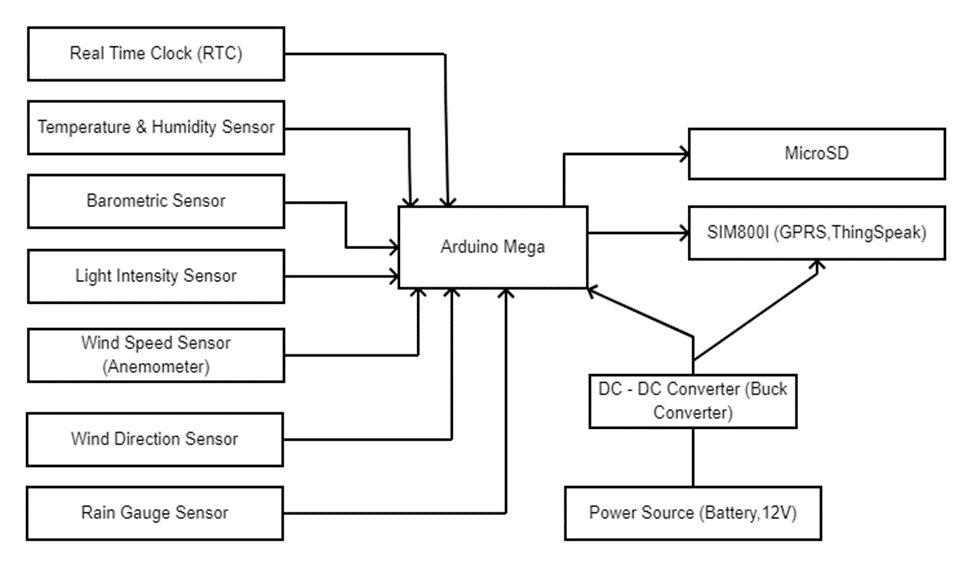 Real Time Clock (RTC)
Temperature & Humidity Sensor
Barometric Sensor
Light Intensity Sensor
Wind Speed Sensor
(Anemometer)
Wind Direction Sensor
Rain Gauge Sensor
Arduino Mega
MicroSD
SIM800l (GPRS,ThingSpeak)
DC - DC Converter (Buck
Converter)
Power Source (Battery,12V)